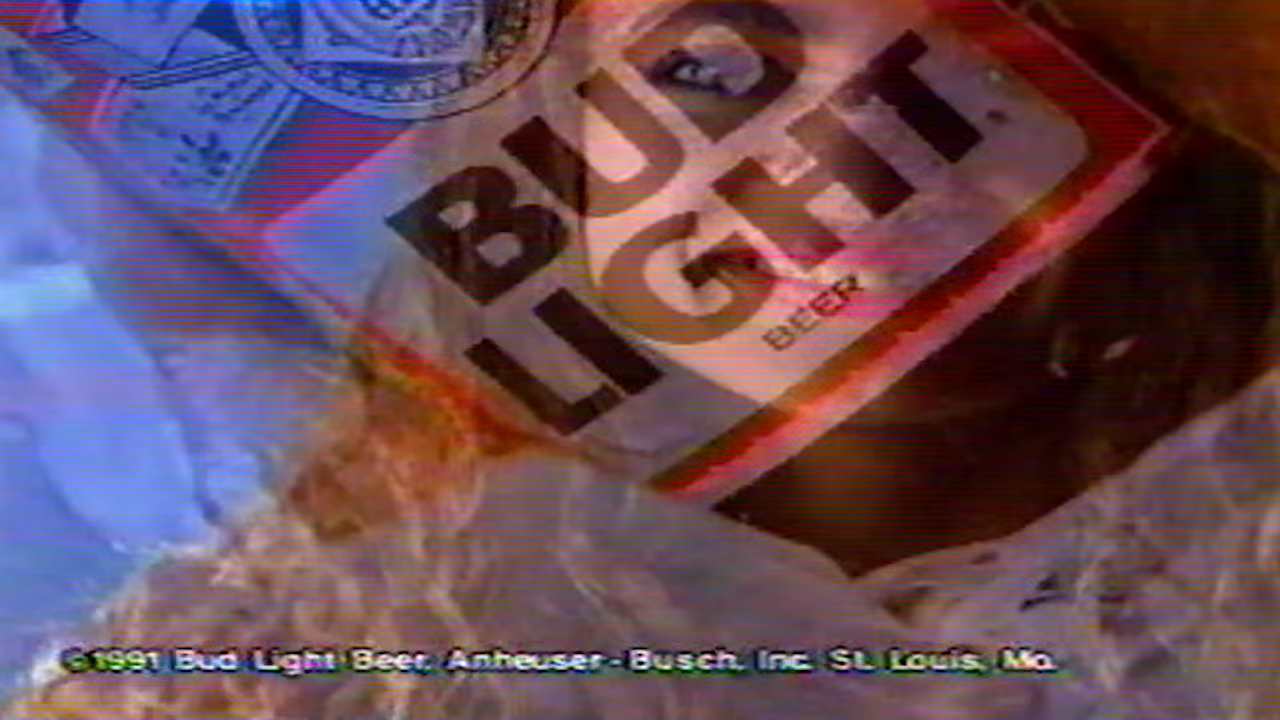 BUD
LIGHT
BEER
©1991 Bud Light Beer, Anheuser-Busch, Inc. St. Louis, Mo.